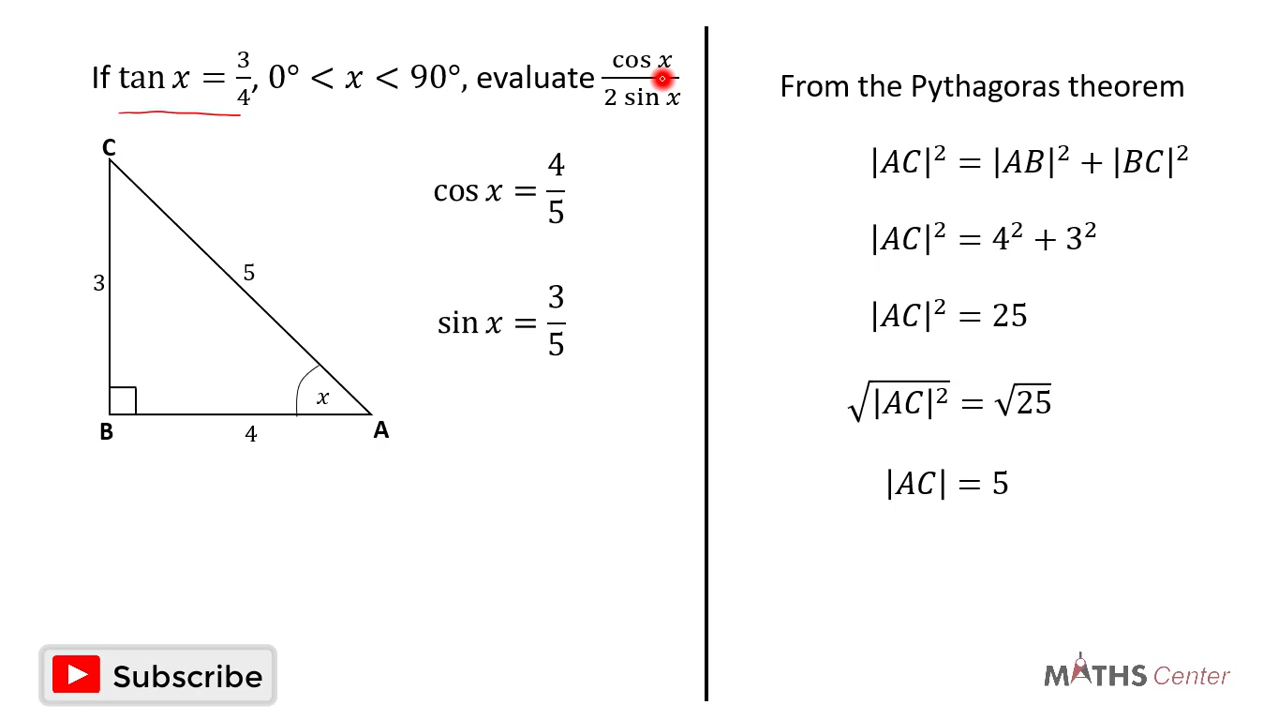 If tan x = 3/4, 0° < x < 90°, evaluate cos x / 2 sin x
C
3
5
x
B
4
A
cos x = 4/5
sin x = 3/5
From the Pythagoras theorem
|AC|² = |AB|² + |BC|²
|AC|² = 4² + 3²
|AC|² = 25
√|AC|² = √25
|AC| = 5
Subscribe
MATHS Center